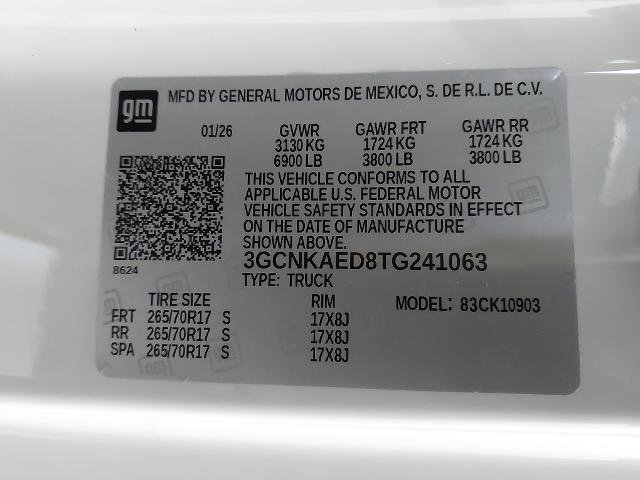 gm MFD BY GENERAL MOTORS DE MEXICO, S. DE R.L. DE C.V.
01/26 GVWR GAWR FRT GAWR RR
3130 KG 1724 KG 1724 KG
6900 LB 3800 LB 3800 LB
THIS VEHICLE CONFORMS TO ALL
APPLICABLE U.S. FEDERAL MOTOR
VEHICLE SAFETY STANDARDS IN EFFECT
ON THE DATE OF MANUFACTURE
SHOWN ABOVE.
3GCNKAED8TG241063
8624
TYPE: TRUCK
TIRE SIZE RIM MODEL: 83CK10903
FRT 265/70R17 S 17X8J
RR 265/70R17 S 17X8J
SPA 265/70R17 S 17X8J